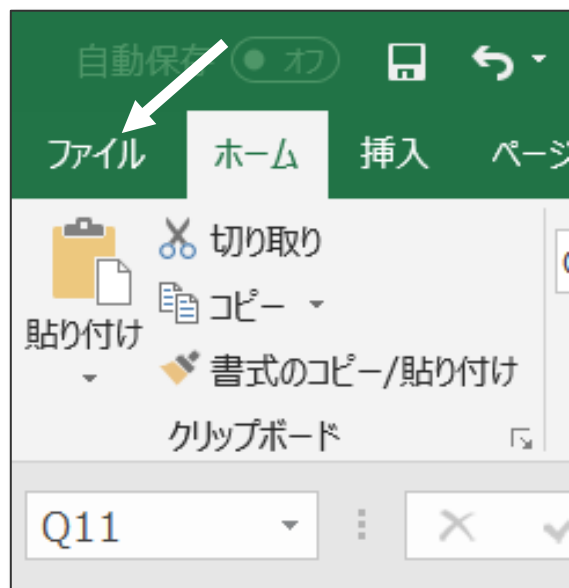 自動保存 オフ
ファイル ホーム 挿入 ページ
切り取り
コピー
貼り付け
書式のコピー/貼り付け
クリップボード
Q11